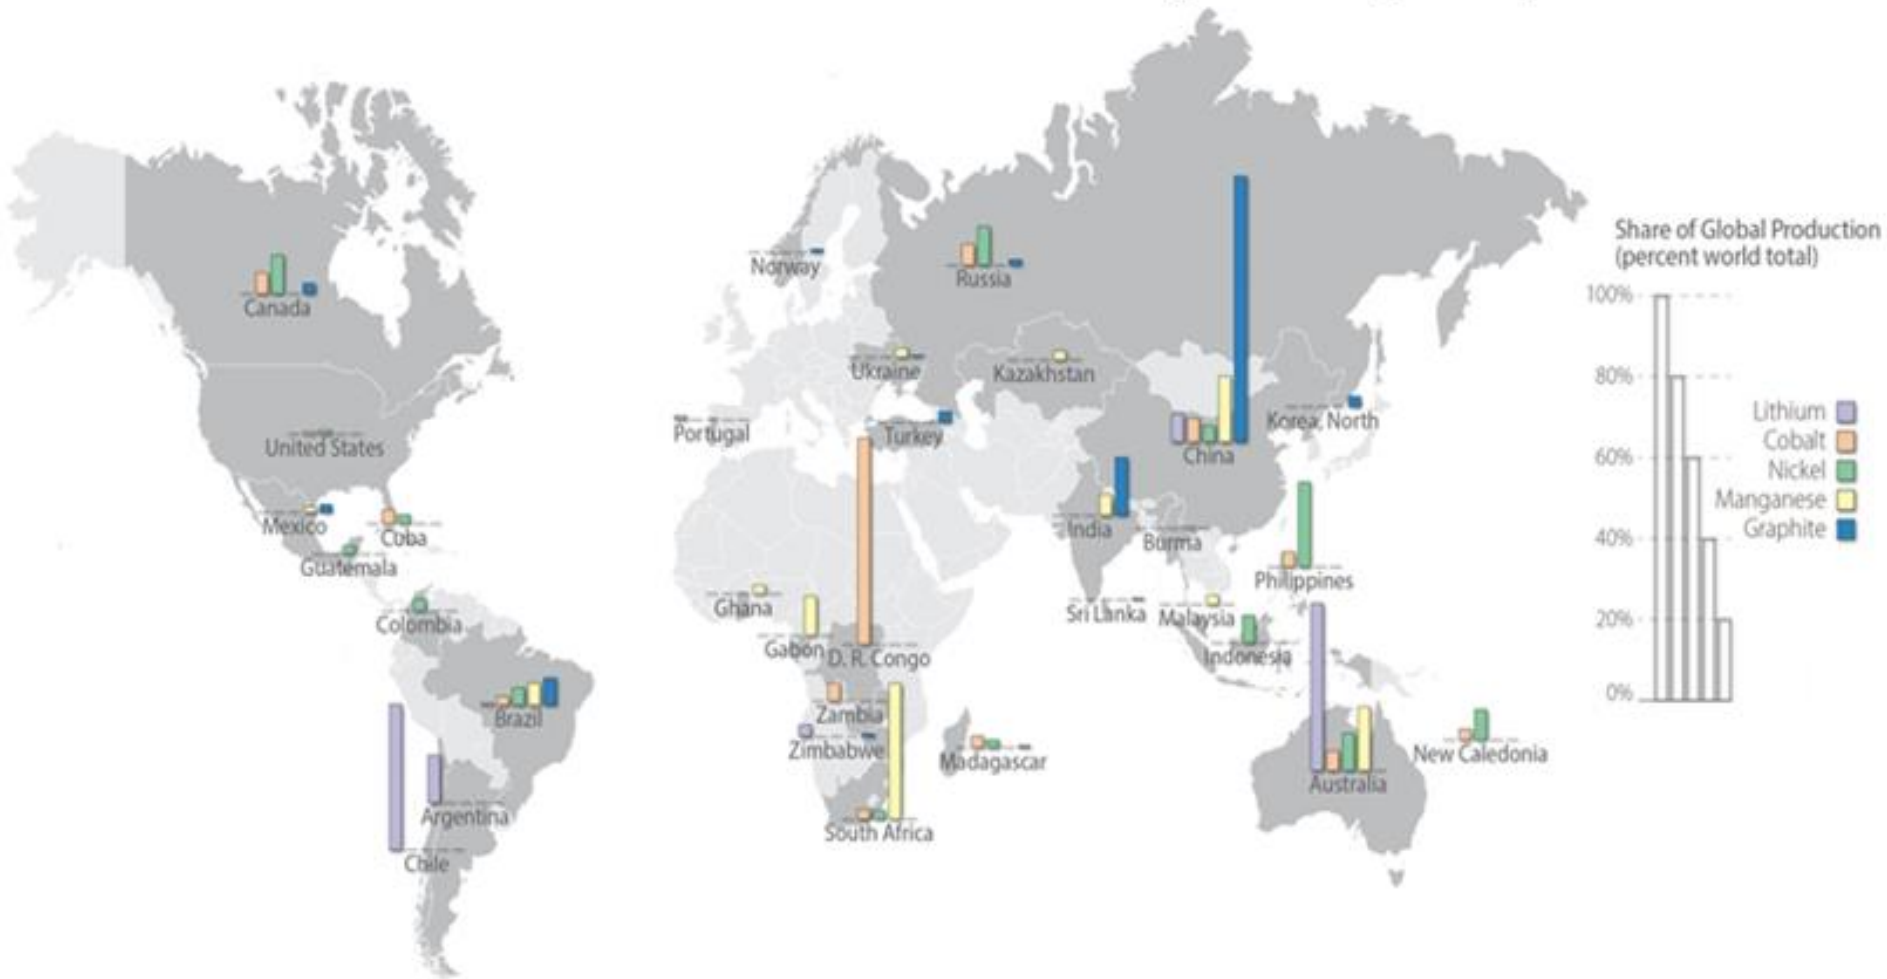 Canada
United States
Mexico
Cuba
Guatemala
Colombia
Brazil
Argentina
Chile
Norway
Russia
Ukraine
Kazakhstan
Portugal
Turkey
China
Korea, North
India
Burma
Philippines
Sri Lanka
Malaysia
Indonesia
Ghana
Gabon
D. R. Congo
Zambia
Zimbabwe
Madagascar
South Africa
Australia
New Caledonia
Share of Global Production
(percent world total)
100%
80%
60%
40%
20%
0%
Lithium
Cobalt
Nickel
Manganese
Graphite